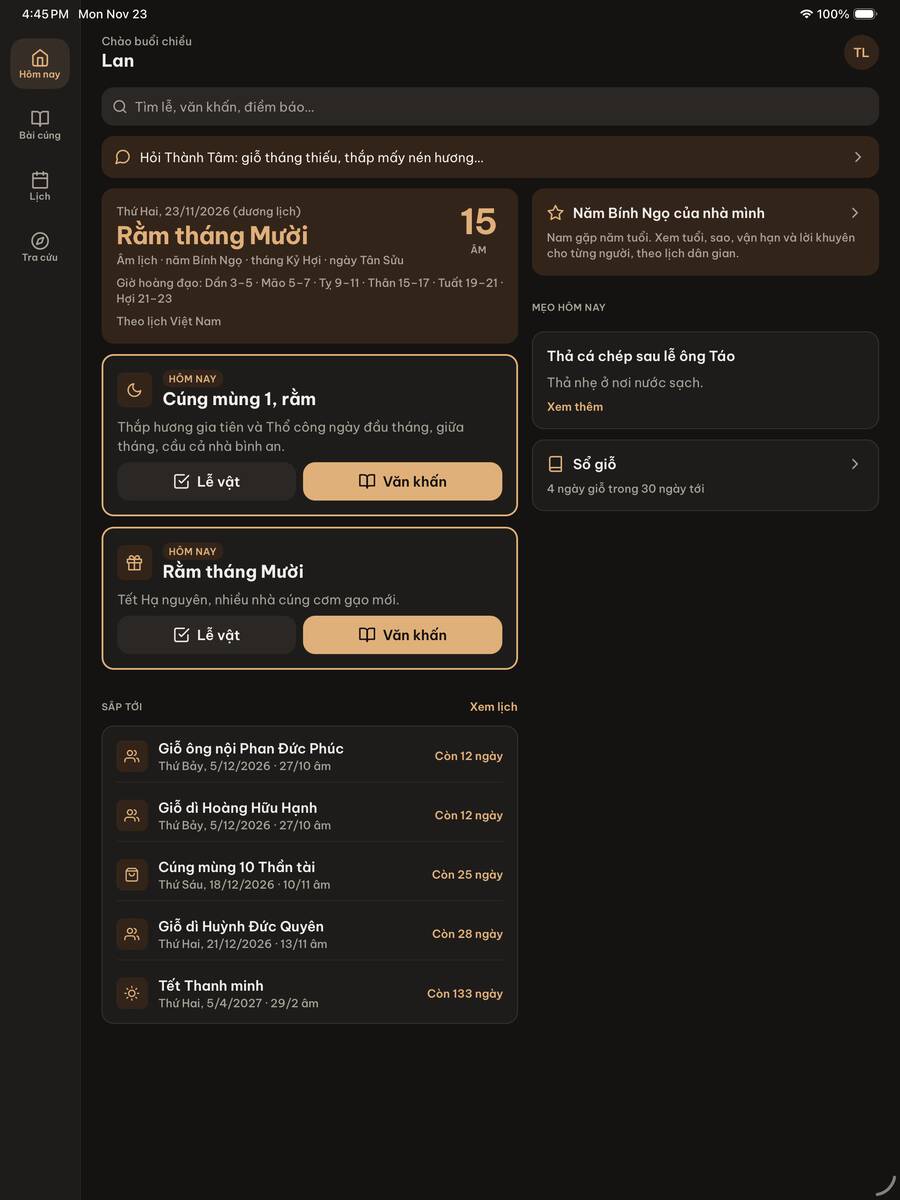 4:45 PM Mon Nov 23
100%
Hôm nay
Bài cúng
Lịch
Tra cứu
Chào buổi chiều
Lan
TL
Tìm lễ, văn khấn, điềm báo...
Hỏi Thành Tâm: giỗ tháng thiếu, thắp mấy nén hương...
Thứ Hai, 23/11/2026 (dương lịch)
Rằm tháng Mười
15
ÂM
Âm lịch · năm Bính Ngọ · tháng Kỷ Hợi · ngày Tân Sửu
Giờ hoàng đạo: Dần 3–5 · Mão 5–7 · Tỵ 9–11 · Thân 15–17 · Tuất 19–21 ·
Hợi 21–23
Theo lịch Việt Nam
HÔM NAY
Cúng mùng 1, rằm
Thắp hương gia tiên và Thổ công ngày đầu tháng, giữa
tháng, cầu cả nhà bình an.
Lễ vật
Văn khấn
HÔM NAY
Rằm tháng Mười
Tết Hạ nguyên, nhiều nhà cúng cơm gạo mới.
Lễ vật
Văn khấn
SẮP TỚI
Xem lịch
Giỗ ông nội Phan Đức Phúc
Thứ Bảy, 5/12/2026 · 27/10 âm
Còn 12 ngày
Giỗ dì Hoàng Hữu Hạnh
Thứ Bảy, 5/12/2026 · 27/10 âm
Còn 12 ngày
Cúng mùng 10 Thần tài
Thứ Sáu, 18/12/2026 · 10/11 âm
Còn 25 ngày
Giỗ dì Huỳnh Đức Quyên
Thứ Hai, 21/12/2026 · 13/11 âm
Còn 28 ngày
Tết Thanh minh
Thứ Hai, 5/4/2027 · 29/2 âm
Còn 133 ngày
Năm Bính Ngọ của nhà mình
Nam gặp năm tuổi. Xem tuổi, sao, vận hạn và lời khuyên
cho từng người, theo lịch dân gian.
MẸO HÔM NAY
Thả cá chép sau lễ ông Táo
Thả nhẹ ở nơi nước sạch.
Xem thêm
Sổ giỗ
4 ngày giỗ trong 30 ngày tới